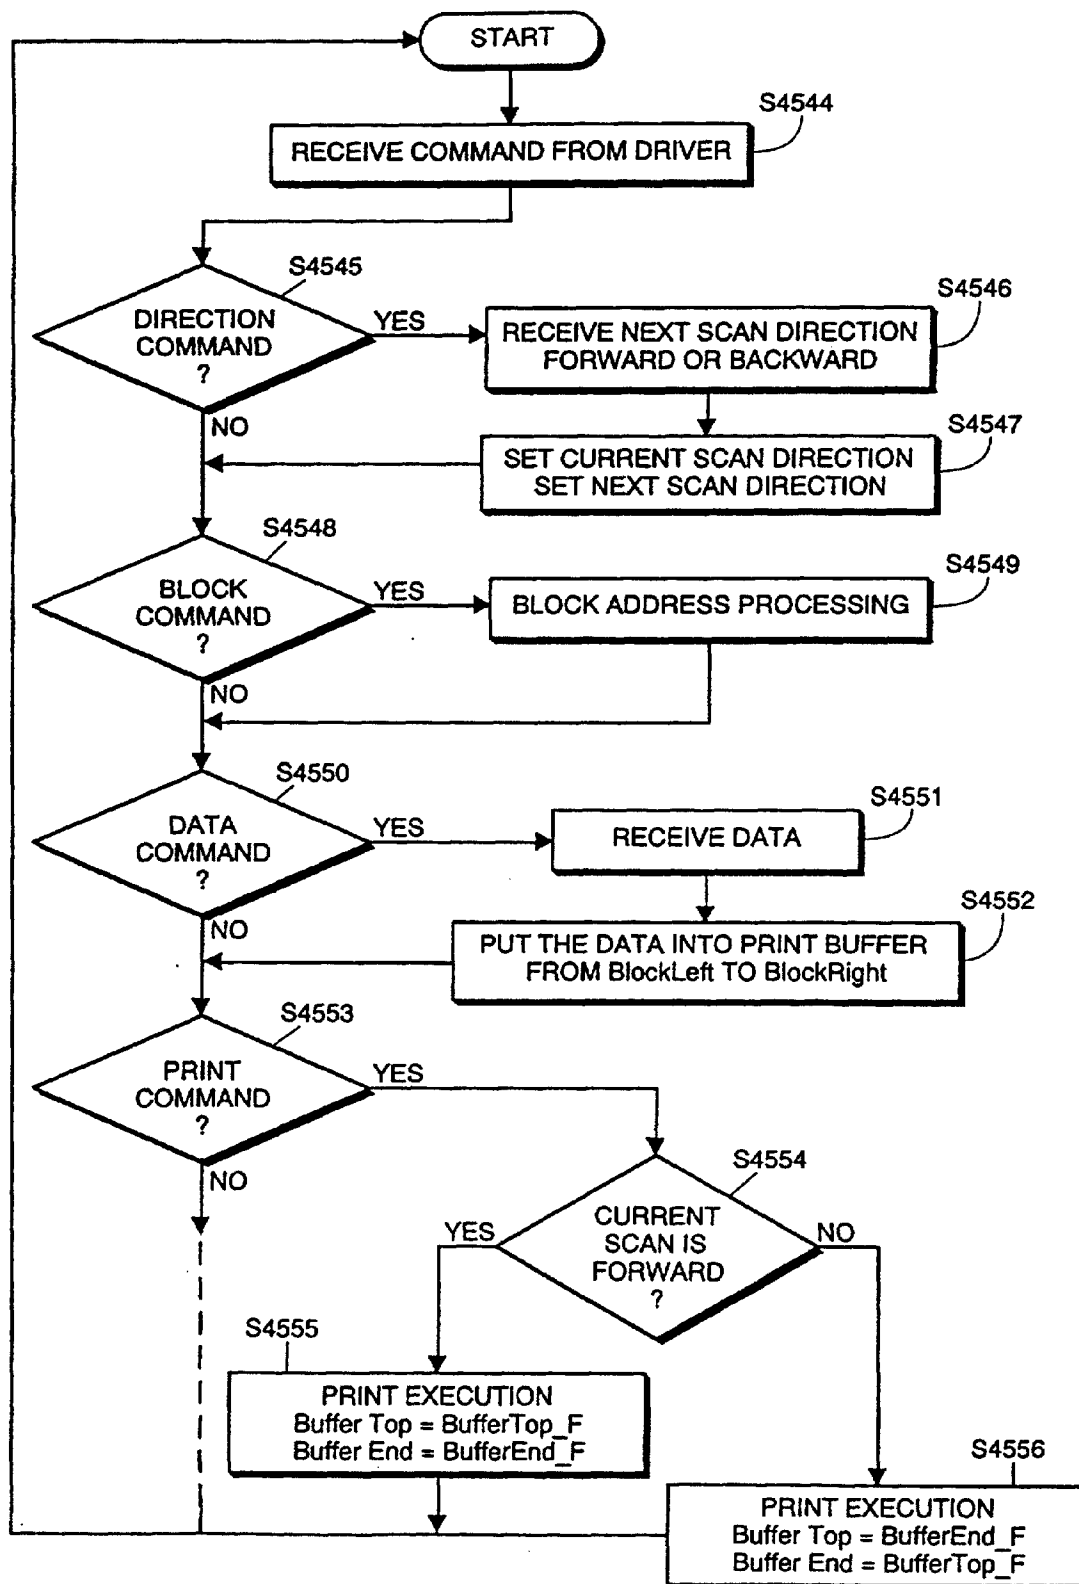 START
S4544
RECEIVE COMMAND FROM DRIVER
S4545
DIRECTION
COMMAND
?
YES
NO
S4546
RECEIVE NEXT SCAN DIRECTION
FORWARD OR BACKWARD
S4547
SET CURRENT SCAN DIRECTION
SET NEXT SCAN DIRECTION
S4548
BLOCK
COMMAND
?
YES
NO
S4549
BLOCK ADDRESS PROCESSING
S4550
DATA
COMMAND
?
YES
NO
S4551
RECEIVE DATA
S4552
PUT THE DATA INTO PRINT BUFFER
FROM BlockLeft TO BlockRight
S4553
PRINT
COMMAND
?
YES
NO
S4554
CURRENT
SCAN IS
FORWARD
?
YES
NO
S4555
PRINT EXECUTION
Buffer Top = BufferTop_F
Buffer End = BufferEnd_F
S4556
PRINT EXECUTION
Buffer Top = BufferEnd_F
Buffer End = BufferTop_F